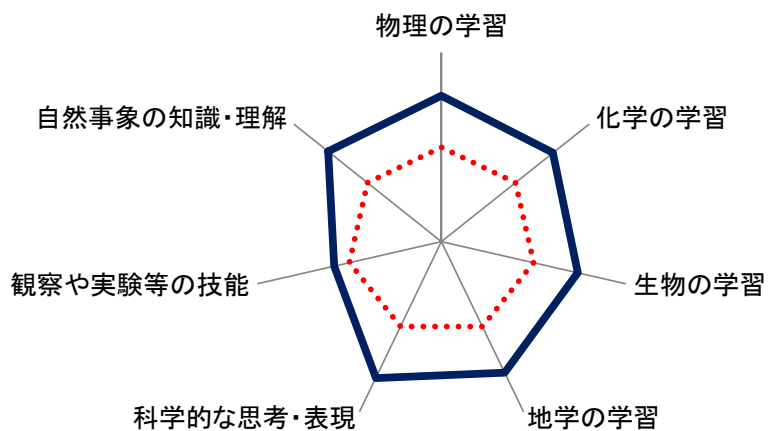 物理の学習
化学の学習
生物の学習
地学の学習
科学的な思考・表現
観察や実験等の技能
自然事象の知識・理解